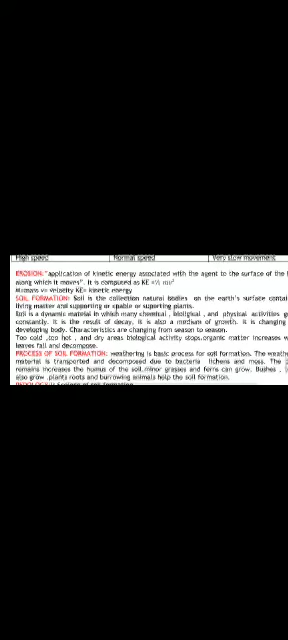 High speed Normal speed Very slow movement
EROSION:"application of kinetic energy associated with the agent to the surface of the
along which it moves". It is computed as KE =½ mv²
M=mass v= velocity KE= kinetic energy
SOIL FORMATION: Soil is the collection natural bodies on the earth's surface contai
living matter and supporting or capable or supporting plants.
Soil is a dynamic material in which many chemical , biological , and physical activities g
constantly. It is the result of decay, it is also a medium of growth. It is changing
developing body. Characteristics are changing from season to season.
Too cold ,too hot , and dry areas biological activity stops.organic matter increases w
leaves fall and decompose.
PROCESS OF SOIL FORMATION: weathering is basic process for soil formation. The weathe
material is transported and decomposed due to bacteria lichens and moss. The
remains increases the humus of the soil.minor grasses and ferns can grow. Bushes ,
also grow .plants roots and burrowing animals help the soil formation.